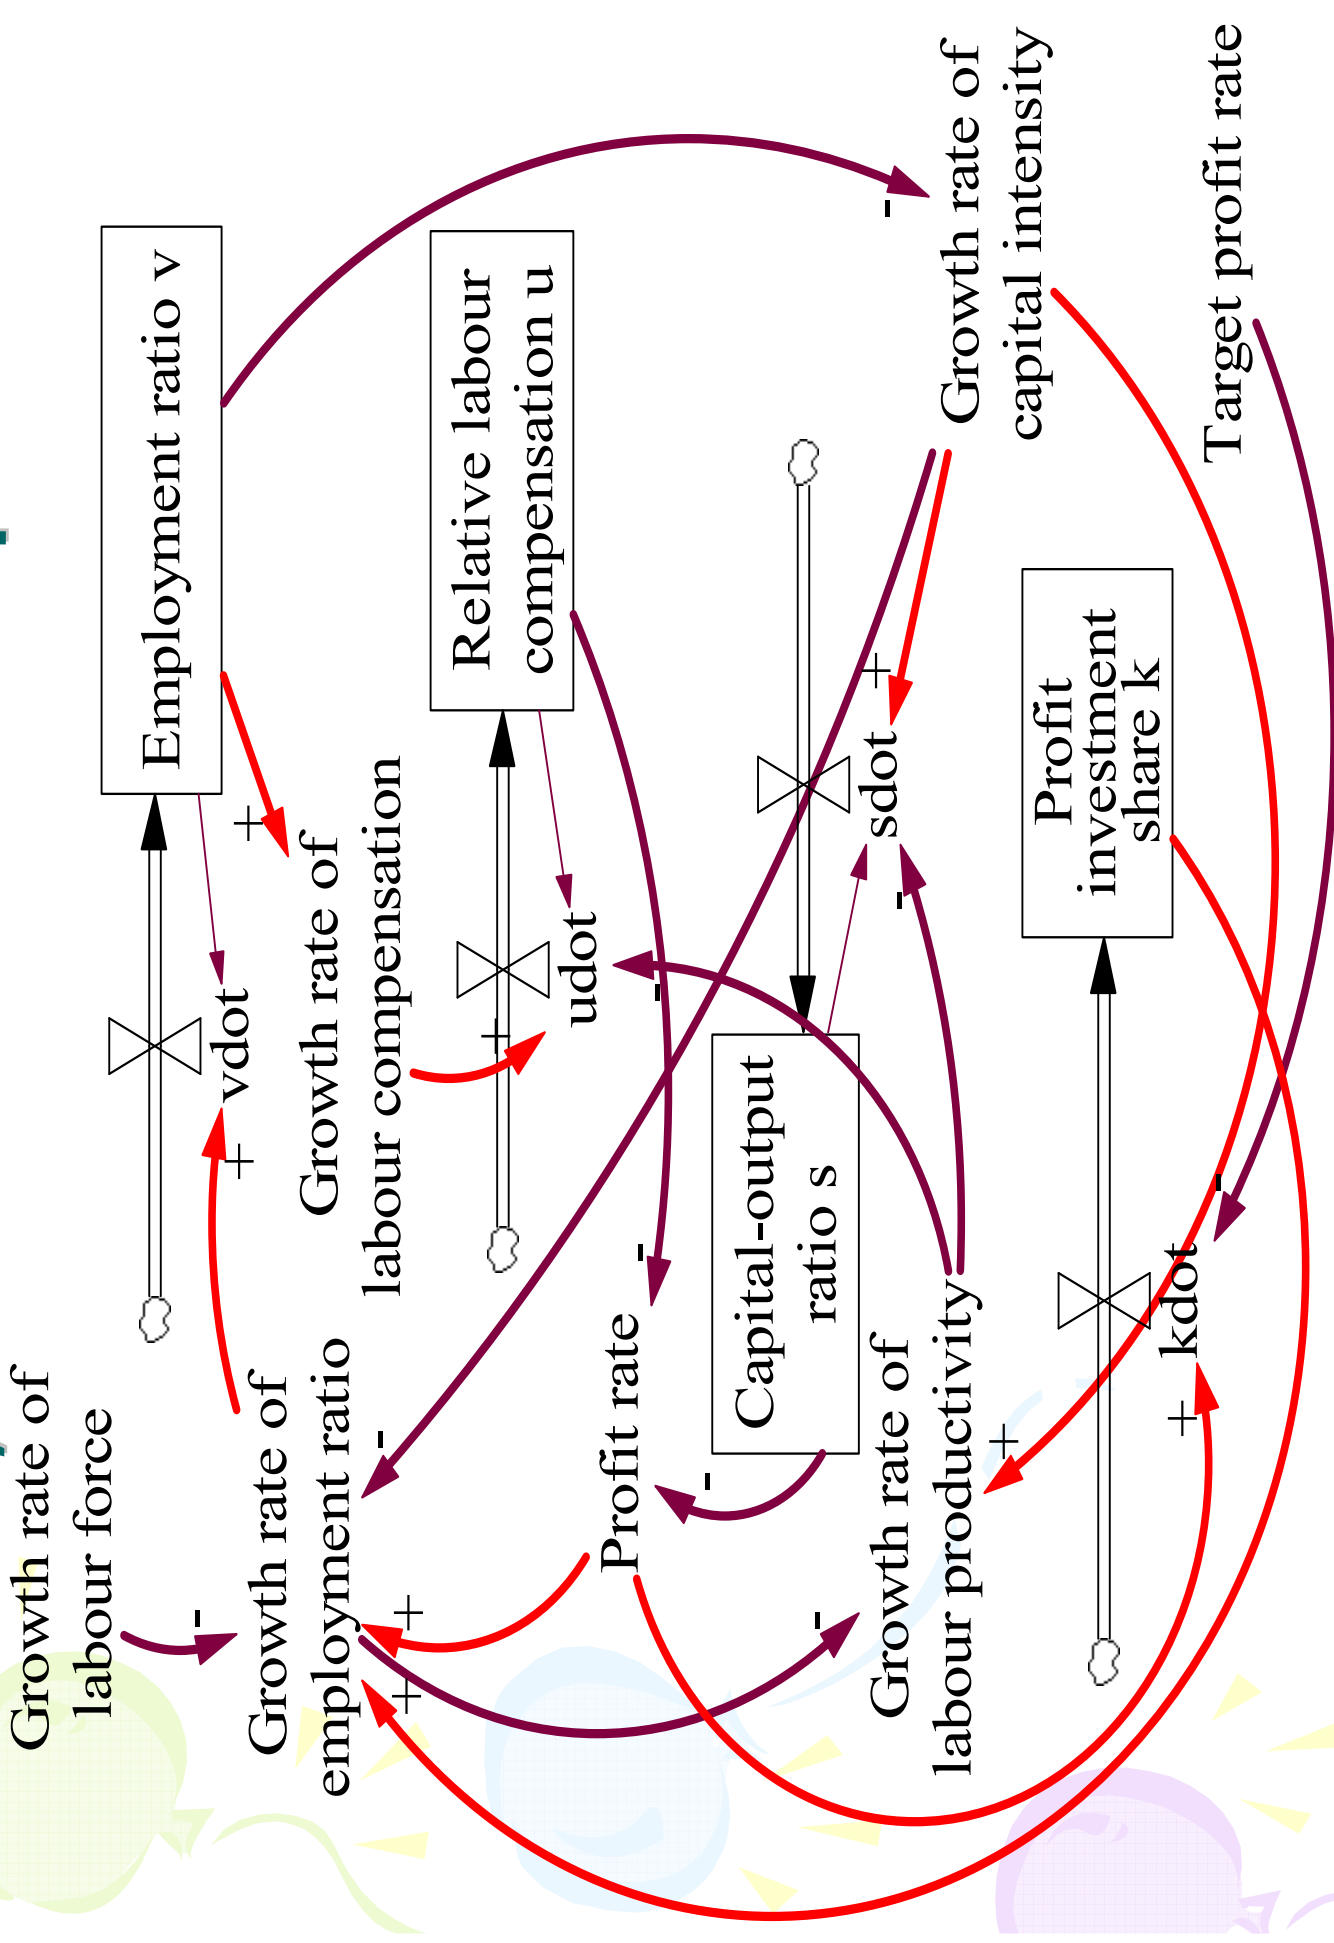 Growth rate of
labour force
Employment ratio v
vdot
+
+
-
Growth rate of
employment ratio
Growth rate of
labour compensation
Relative labour
compensation u
udot
+
-
-
+
+
Profit rate
-
-
Capital-output
ratio s
sdot
+
-
Growth rate of
capital intensity
-
Growth rate of
labour productivity
-
+
Profit
investment
share k
kdot
+
-
Target profit rate